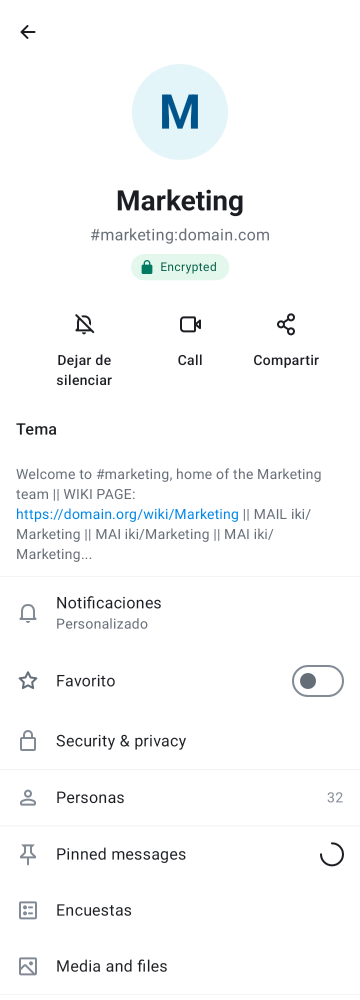 M
Marketing
#marketing:domain.com
Encrypted
Dejar de
silenciar
Call
Compartir
Tema
Welcome to #marketing, home of the Marketing
team || WIKI PAGE:
https://domain.org/wiki/Marketing || MAIL iki/
Marketing || MAI iki/Marketing || MAI iki/
Marketing...
Notificaciones
Personalizado
Favorito
Security & privacy
Personas 32
Pinned messages
Encuestas
Media and files